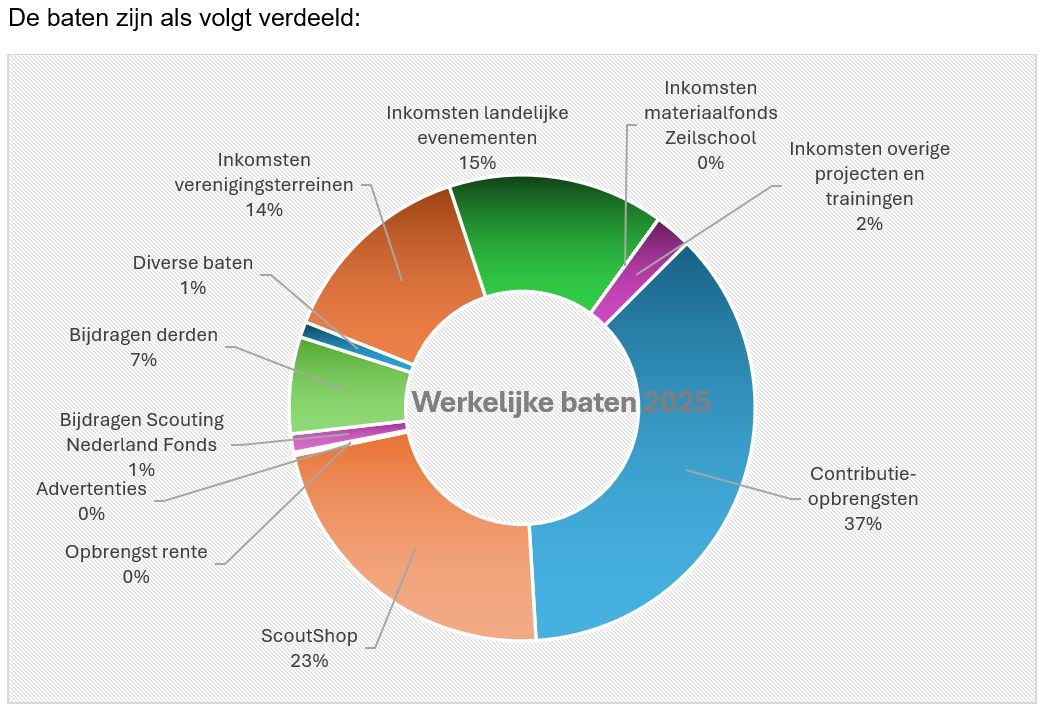 De baten zijn als volgt verdeeld:
Inkomsten
materiaalfonds
Zeilschool
0%
Inkomsten landelijke
evenementen
15%
Inkomsten overige
projecten en
trainingen
2%
Inkomsten
verenigingsterreinen
14%
Diverse baten
1%
Bijdragen derden
7%
Werkelijke baten 2025
Bijdragen Scouting
Nederland Fonds
1%
Contributie-
opbrengsten
37%
Advertenties
0%
Opbrengst rente
0%
ScoutShop
23%